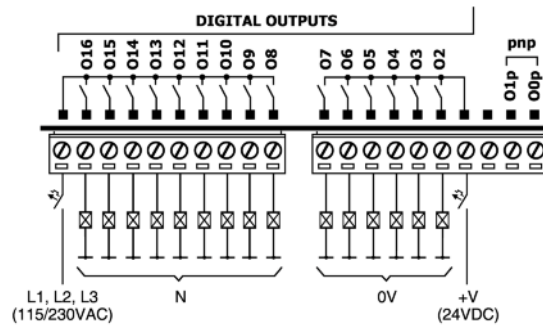 DIGITAL OUTPUTS
pnp
O16 O15 O14 O13 O12 O11 O10 O9 O8 O7 O6 O5 O4 O3 O2 O1p O0p
L1, L2, L3 N 0V +V
(115/230VAC) (24VDC)